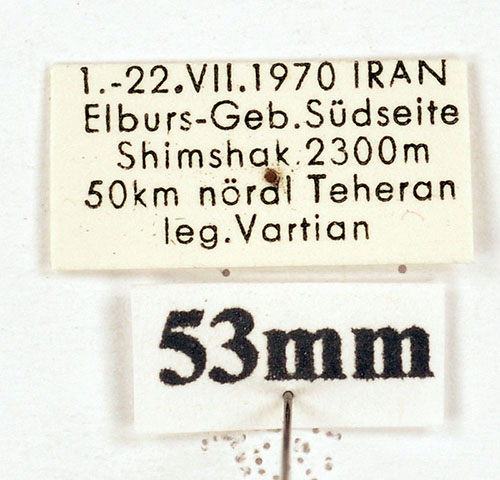 1.-22.VII.1970 IRAN
Elburs-Geb.Südseite
Shimshak.2300m
50km nördl Teheran
leg.Vartian
53mm